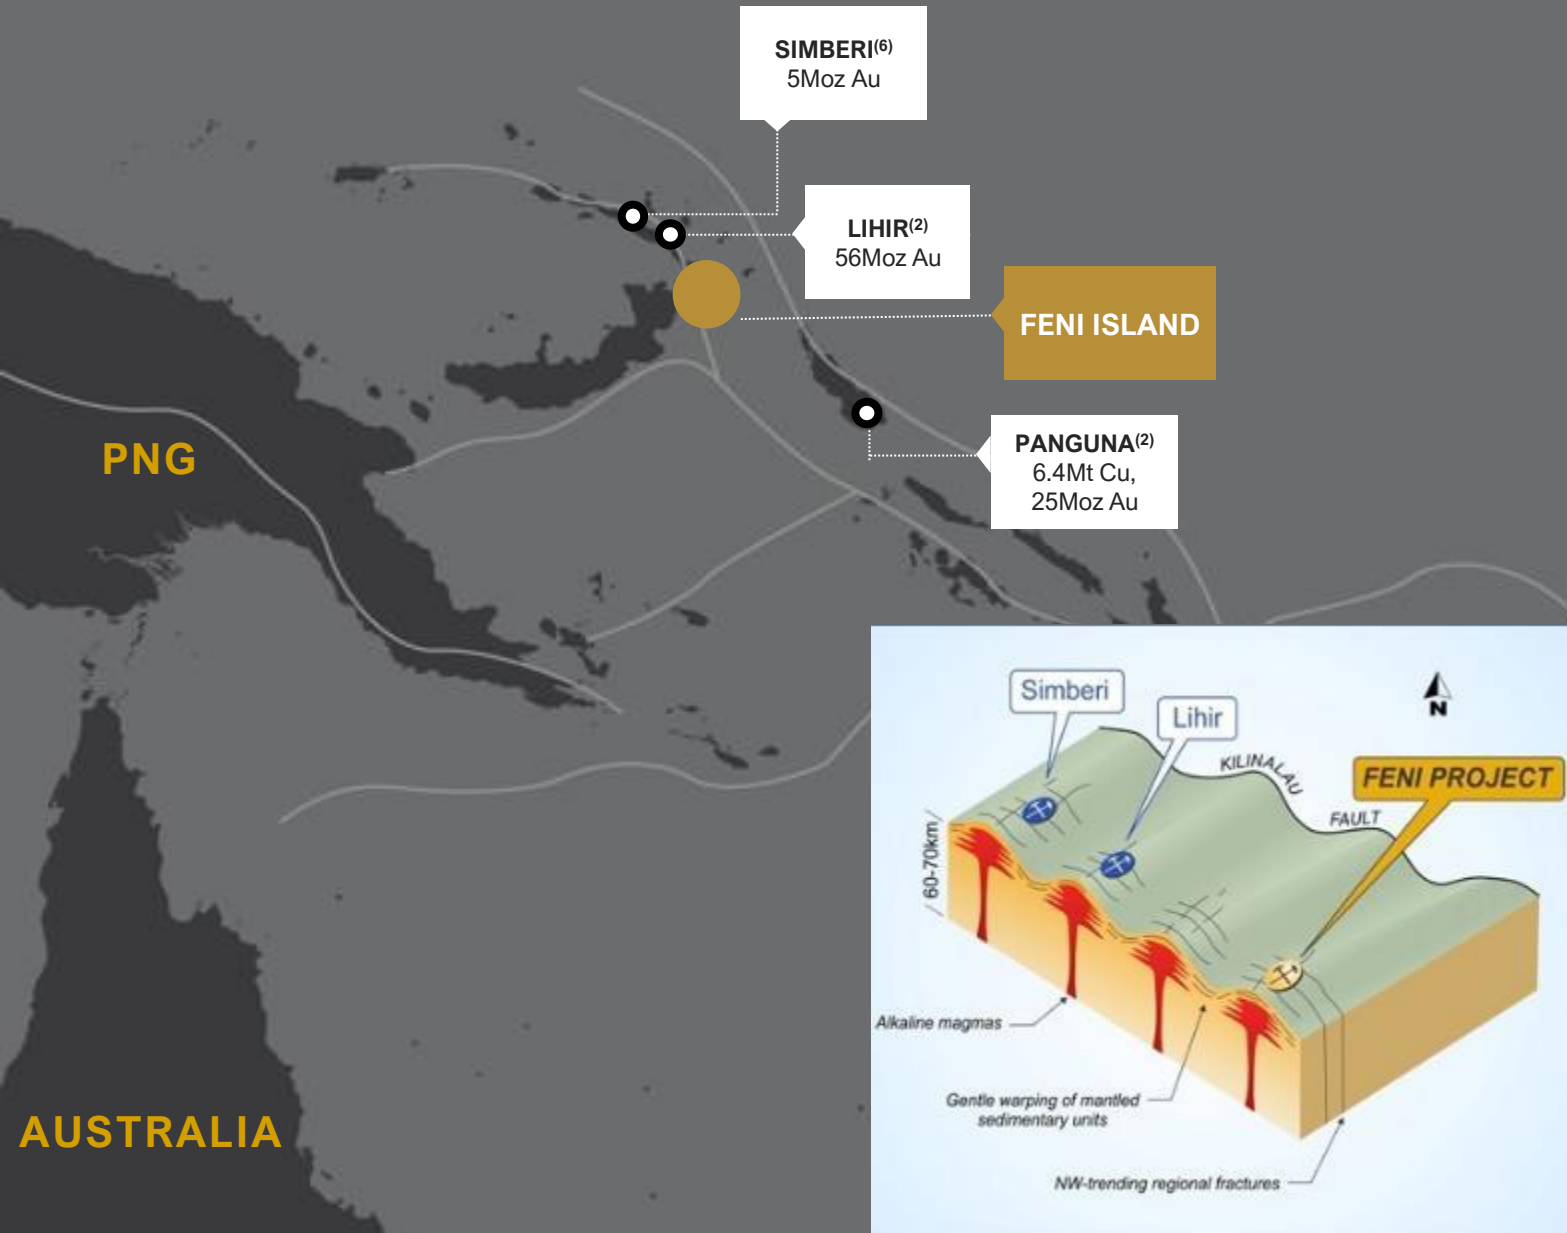 SIMBERI(6)
5Moz Au
LIHIR(2)
56Moz Au
FENI ISLAND
PANGUNA(2)
6.4Mt Cu,
25Moz Au
PNG
AUSTRALIA
Simberi
Lihir
N
KILINALAU
FAULT
FENI PROJECT
60-70km
Alkaline magmas
Gentle warping of mantled
sedimentary units
NW-trending regional fractures